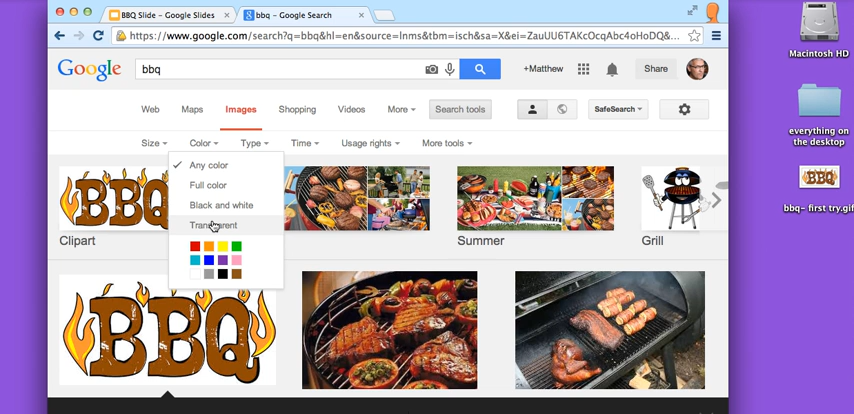 BBQ Slide - Google Slides
bbq - Google Search
https://www.google.com/search?q=bbq&hl=en&source=lnms&tbm=isch&sa=X&ei=ZauUU6TAKcOcqAbc4oHoDQ&...
Google
bbq
+Matthew
Share
Web Maps Images Shopping Videos More Search tools
SafeSearch
Size Color Type Time Usage rights More tools
Any color
Full color
Black and white
Transparent
BBQ
Clipart
Summer
Grill
BBQ
Macintosh HD
everything on
the desktop
BBQ
bbq- first try.gif